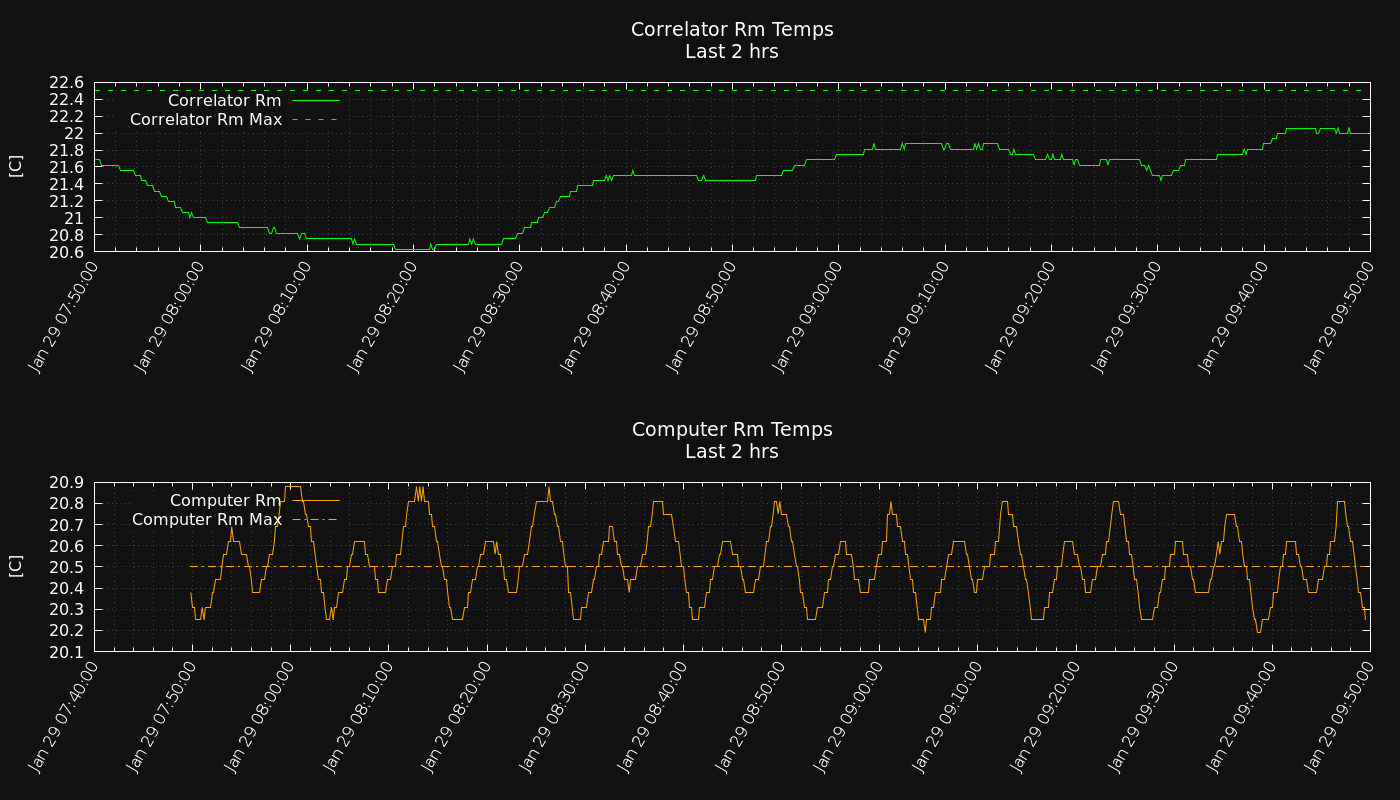 Correlator Rm Temps
Last 2 hrs
22.6
22.4
22.2
22
21.8
21.6
21.4
21.2
21
20.8
20.6
[C]
Correlator Rm
Correlator Rm Max
Jan 29 07:50:00
Jan 29 08:00:00
Jan 29 08:10:00
Jan 29 08:20:00
Jan 29 08:30:00
Jan 29 08:40:00
Jan 29 08:50:00
Jan 29 09:00:00
Jan 29 09:10:00
Jan 29 09:20:00
Jan 29 09:30:00
Jan 29 09:40:00
Jan 29 09:50:00
Computer Rm Temps
Last 2 hrs
20.9
20.8
20.7
20.6
20.5
20.4
20.3
20.2
20.1
[C]
Computer Rm
Computer Rm Max
Jan 29 07:40:00
Jan 29 07:50:00
Jan 29 08:00:00
Jan 29 08:10:00
Jan 29 08:20:00
Jan 29 08:30:00
Jan 29 08:40:00
Jan 29 08:50:00
Jan 29 09:00:00
Jan 29 09:10:00
Jan 29 09:20:00
Jan 29 09:30:00
Jan 29 09:40:00
Jan 29 09:50:00